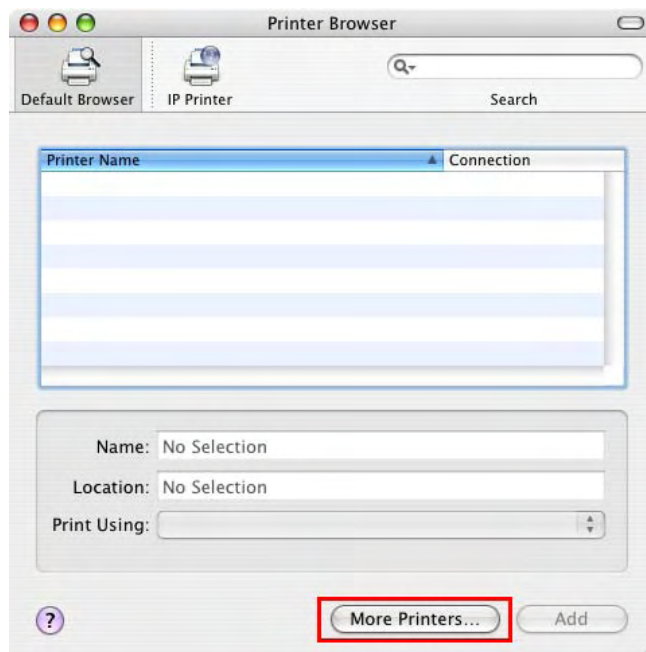 Printer Browser
Default Browser IP Printer Search
Printer Name Connection
Name: No Selection
Location: No Selection
Print Using:
? More Printers... Add